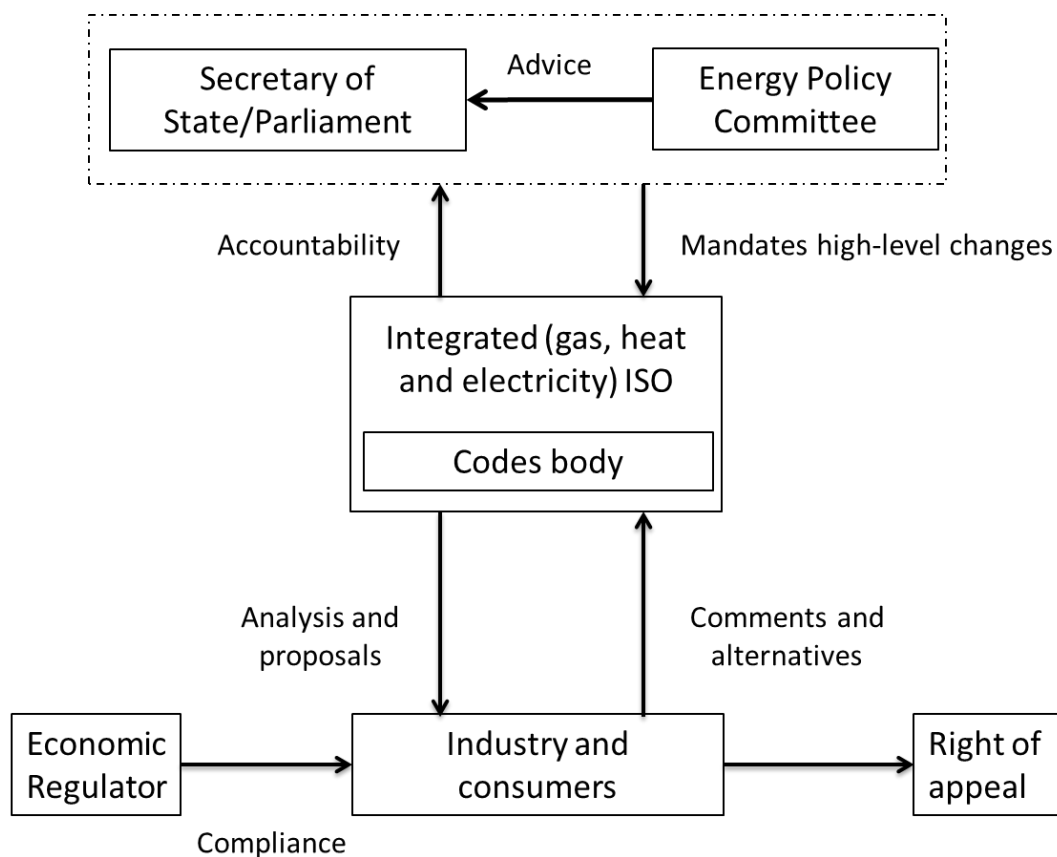 Secretary of
State/Parliament
Advice
Energy Policy
Committee
Accountability
Mandates high-level changes
Integrated (gas, heat
and electricity) ISO
Codes body
Analysis and
proposals
Comments and
alternatives
Economic
Regulator
Industry and
consumers
Right of
appeal
Compliance